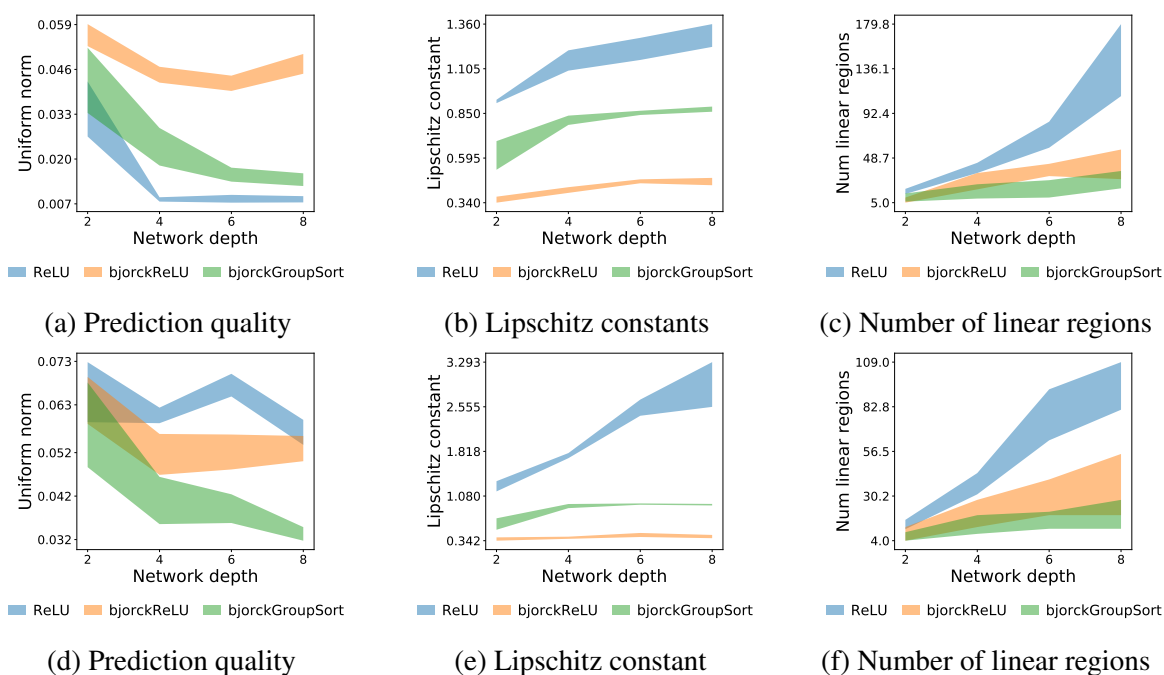 0.059
0.046
0.033
0.020
0.007
Uniform norm
2 4 6 8
Network depth
ReLU bjorckReLU bjorckGroupSort
(a) Prediction quality
1.360
1.105
0.850
0.595
0.340
Lipschitz constant
2 4 6 8
Network depth
ReLU bjorckReLU bjorckGroupSort
(b) Lipschitz constants
179.8
136.1
92.4
48.7
5.0
Num linear regions
2 4 6 8
Network depth
ReLU bjorckReLU bjorckGroupSort
(c) Number of linear regions
0.073
0.063
0.052
0.042
0.032
Uniform norm
2 4 6 8
Network depth
ReLU bjorckReLU bjorckGroupSort
(d) Prediction quality
3.293
2.555
1.818
1.080
0.342
Lipschitz constant
2 4 6 8
Network depth
ReLU bjorckReLU bjorckGroupSort
(e) Lipschitz constant
109.0
82.8
56.5
30.2
4.0
Num linear regions
2 4 6 8
Network depth
ReLU bjorckReLU bjorckGroupSort
(f) Number of linear regions